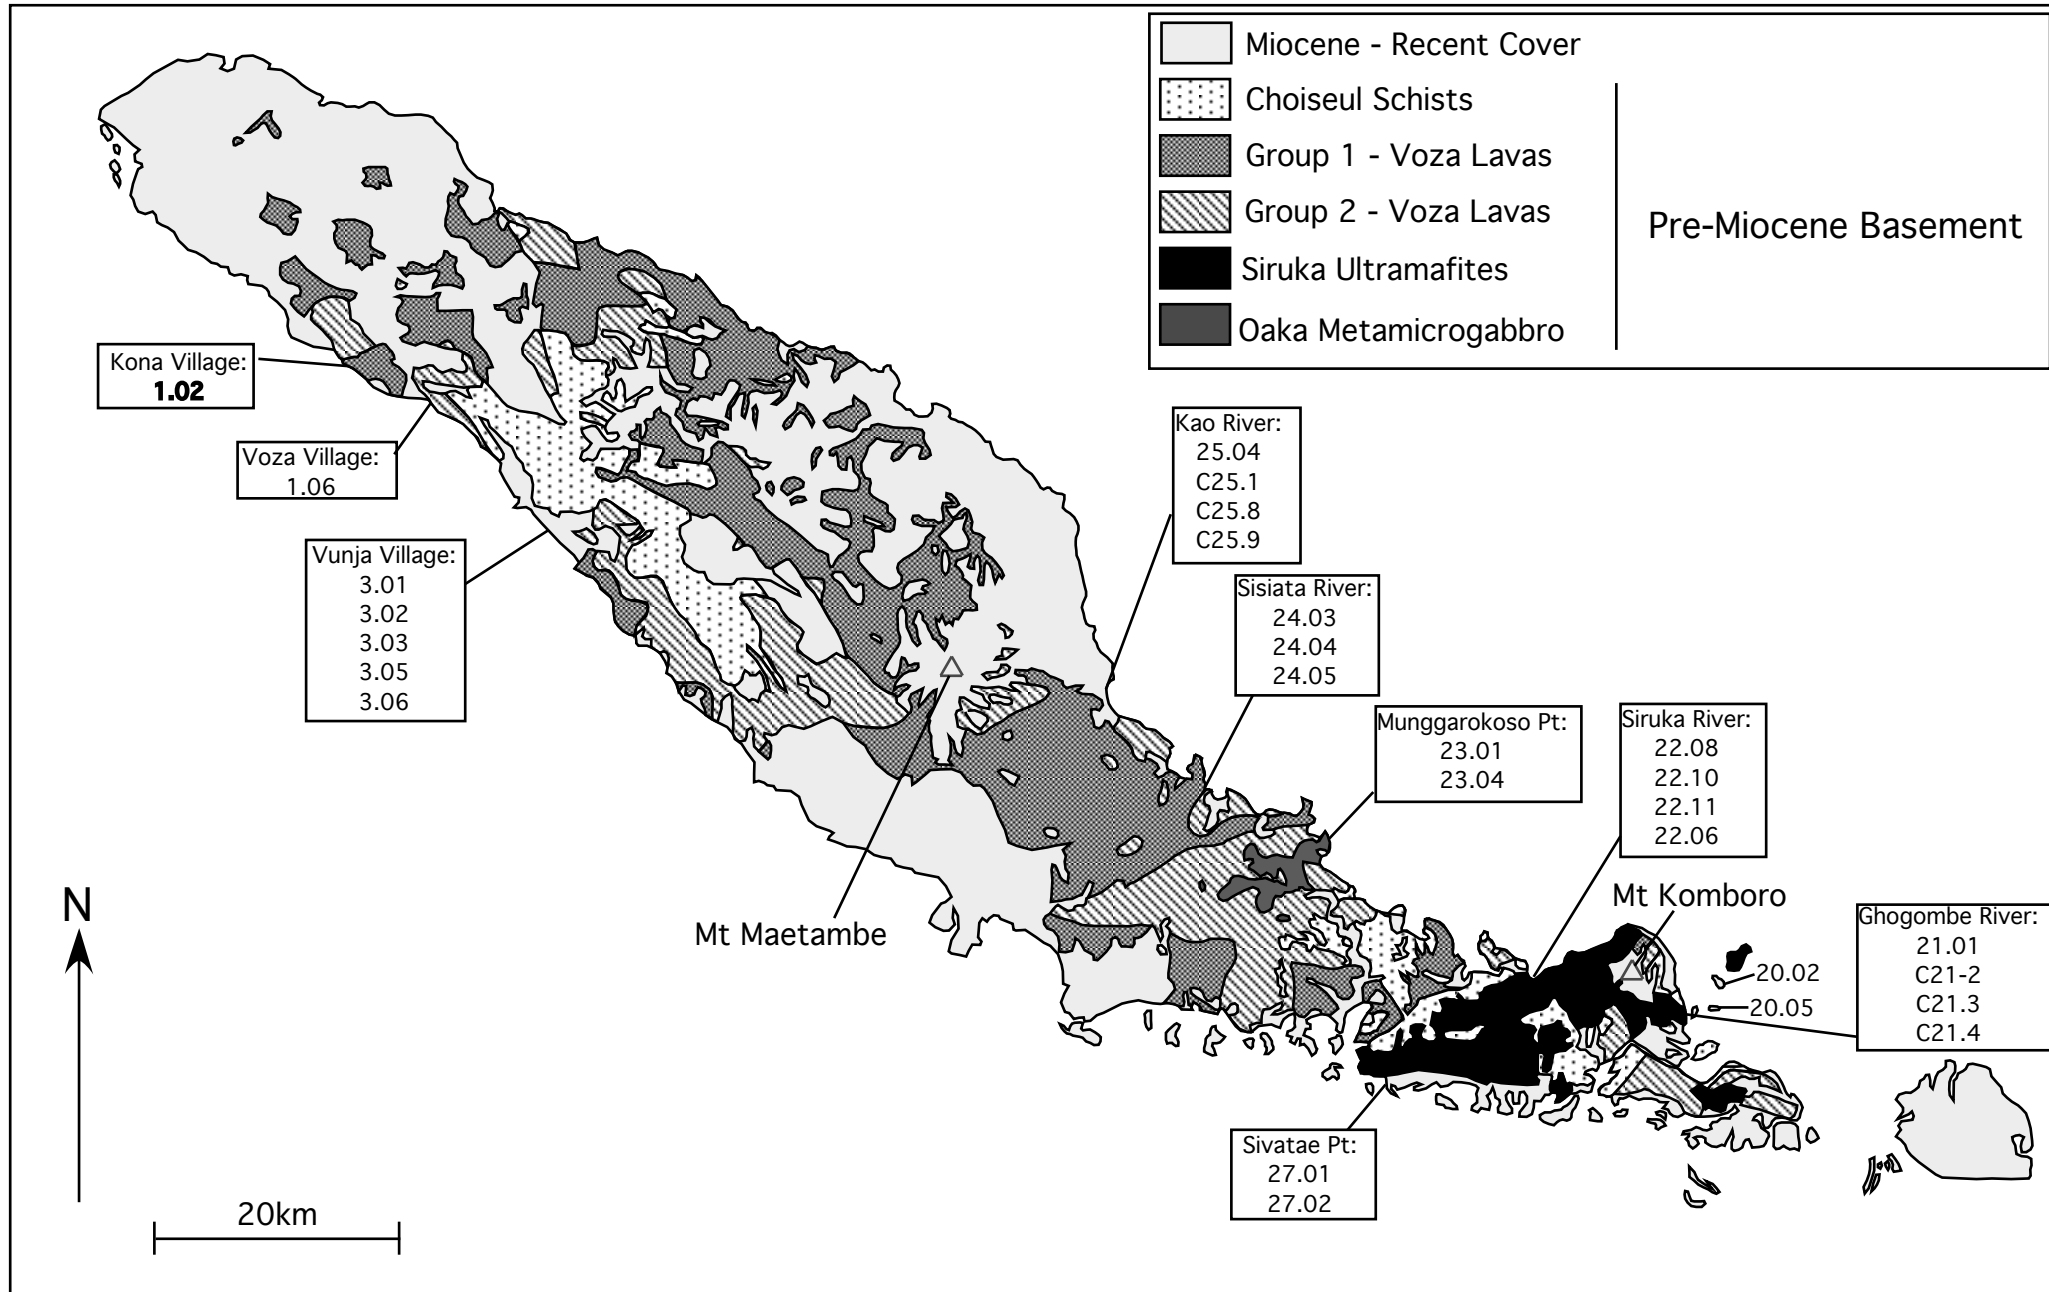 Miocene - Recent Cover
Choiseul Schists
Group 1 - Voza Lavas
Group 2 - Voza Lavas
Siruka Ultramafites
Oaka Metamicrogabbro
Pre-Miocene Basement
Kona Village:
1.02
Voza Village:
1.06
Vunja Village:
3.01
3.02
3.03
3.05
3.06
Kao River:
25.04
C25.1
C25.8
C25.9
Sisiata River:
24.03
24.04
24.05
Munggarokoso Pt:
23.01
23.04
Siruka River:
22.08
22.10
22.11
22.06
Mt Komboro
Ghogombe River:
21.01
C21-2
C21.3
C21.4
20.02
20.05
Mt Maetambe
Sivatae Pt:
27.01
27.02
N
20km